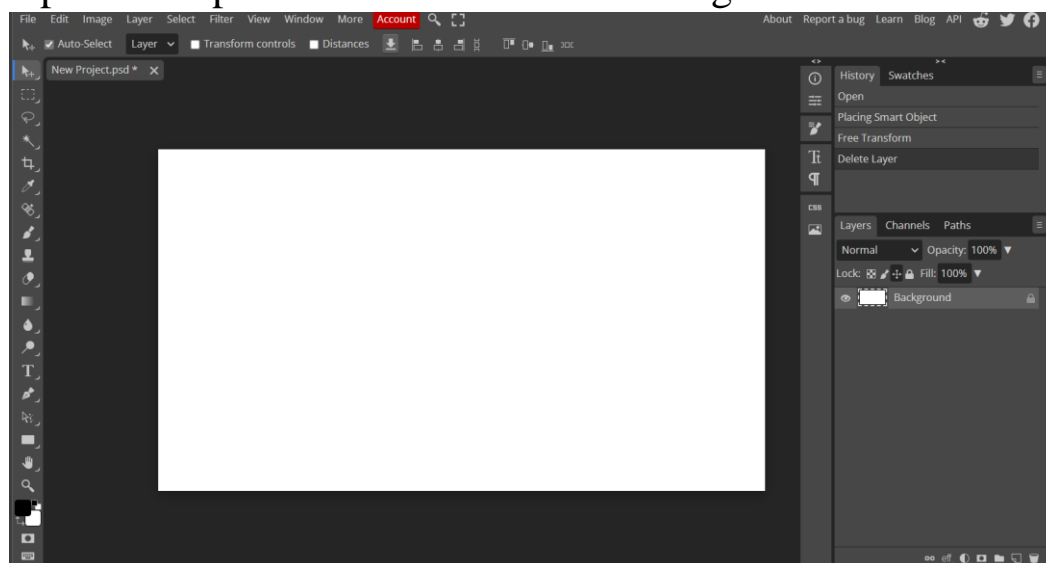 File Edit Image Layer Select Filter View Window More Account About Report a bug Learn Blog API
Auto-Select Layer Transform controls Distances
New Project.psd *
History Swatches
Open
Placing Smart Object
Free Transform
Delete Layer
Tt
¶
CSS
Layers Channels Paths
Normal Opacity: 100%
Lock: Fill: 100%
Background
T
eff